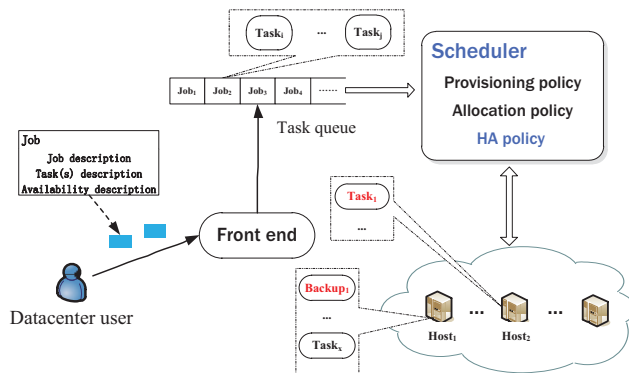 Taskᵢ ... Taskⱼ
Scheduler
Provisioning policy
Allocation policy
HA policy
Job₁ Job₂ Job₃ Job₄ ......
Task queue
Job
Job description
Task(s) description
Availability description
Front end
Datacenter user
Task₁
...
Backup₁
...
Taskₓ
... ...
Host₁ Host₂